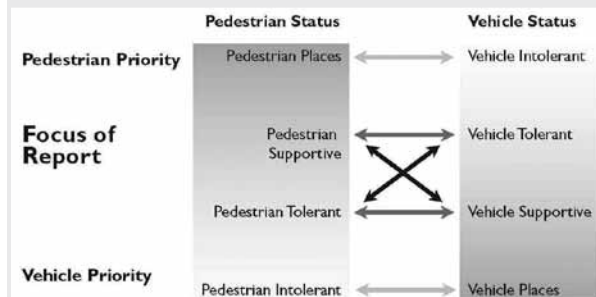 Pedestrian Status Vehicle Status
Pedestrian Priority Pedestrian Places Vehicle Intolerant
Focus of
Report
Pedestrian
Supportive
Vehicle Tolerant
Pedestrian Tolerant Vehicle Supportive
Vehicle Priority
Pedestrian Intolerant Vehicle Places